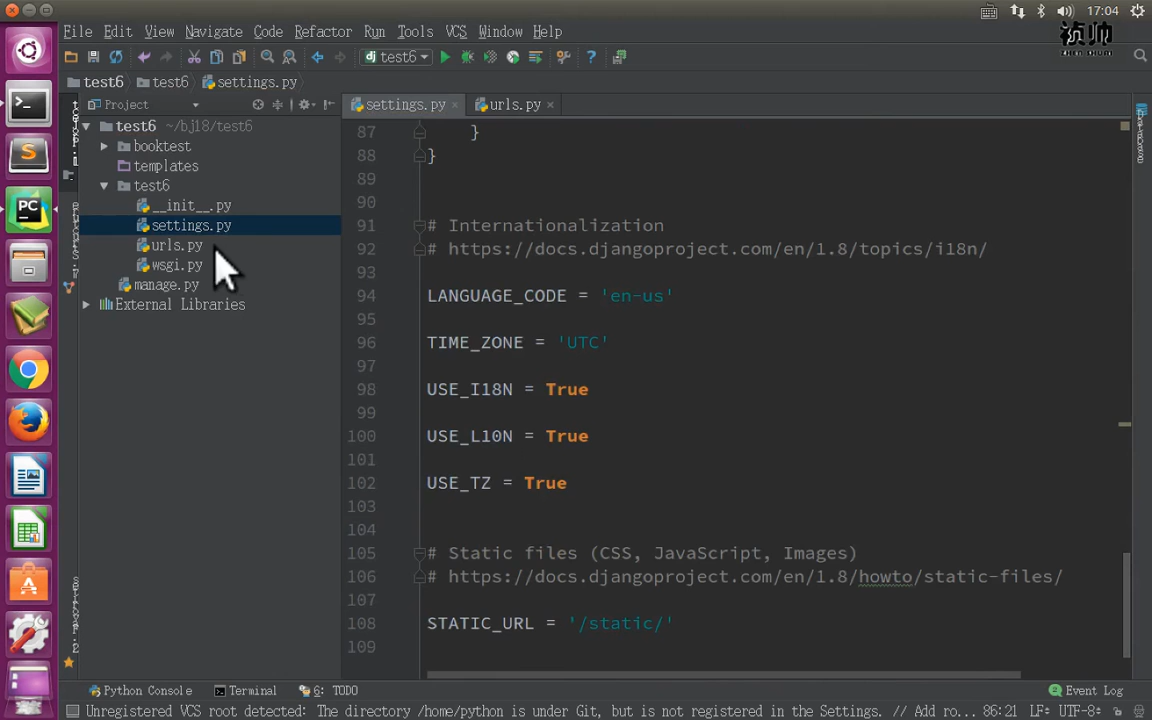 17:04
祯帅
File Edit View Navigate Code Refactor Run Tools VCS Window Help
dj test6
test6 test6 settings.py
Project
settings.py × urls.py ×
test6 ~/bj18/test6
booktest
templates
test6
__init__.py
settings.py
urls.py
wsgi.py
manage.py
External Libraries
87 }
88 }
89
90
91 # Internationalization
92 # https://docs.djangoproject.com/en/1.8/topics/i18n/
93
94 LANGUAGE_CODE = 'en-us'
95
96 TIME_ZONE = 'UTC'
97
98 USE_I18N = True
99
100 USE_L10N = True
101
102 USE_TZ = True
103
104
105 # Static files (CSS, JavaScript, Images)
106 # https://docs.djangoproject.com/en/1.8/howto/static-files/
107
108 STATIC_URL = '/static/'
109
Python Console Terminal 6: TODO Event Log
Unregistered VCS root detected: The directory /home/python is under Git, but is not registered in the Settings. // Add ro... 86:21 LF÷ UTF-8÷